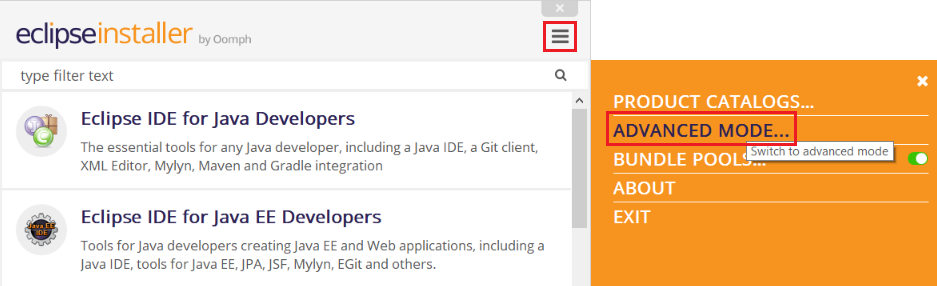 eclipseinstaller by Oomph
type filter text
Eclipse IDE for Java Developers
The essential tools for any Java developer, including a Java IDE, a Git client,
XML Editor, Mylyn, Maven and Gradle integration
Java EE
IDE
Eclipse IDE for Java EE Developers
Tools for Java developers creating Java EE and Web applications, including a
Java IDE, tools for Java EE, JPA, JSF, Mylyn, EGit and others.
PRODUCT CATALOGS...
ADVANCED MODE...
Switch to advanced mode
BUNDLE POOLS...
ABOUT
EXIT